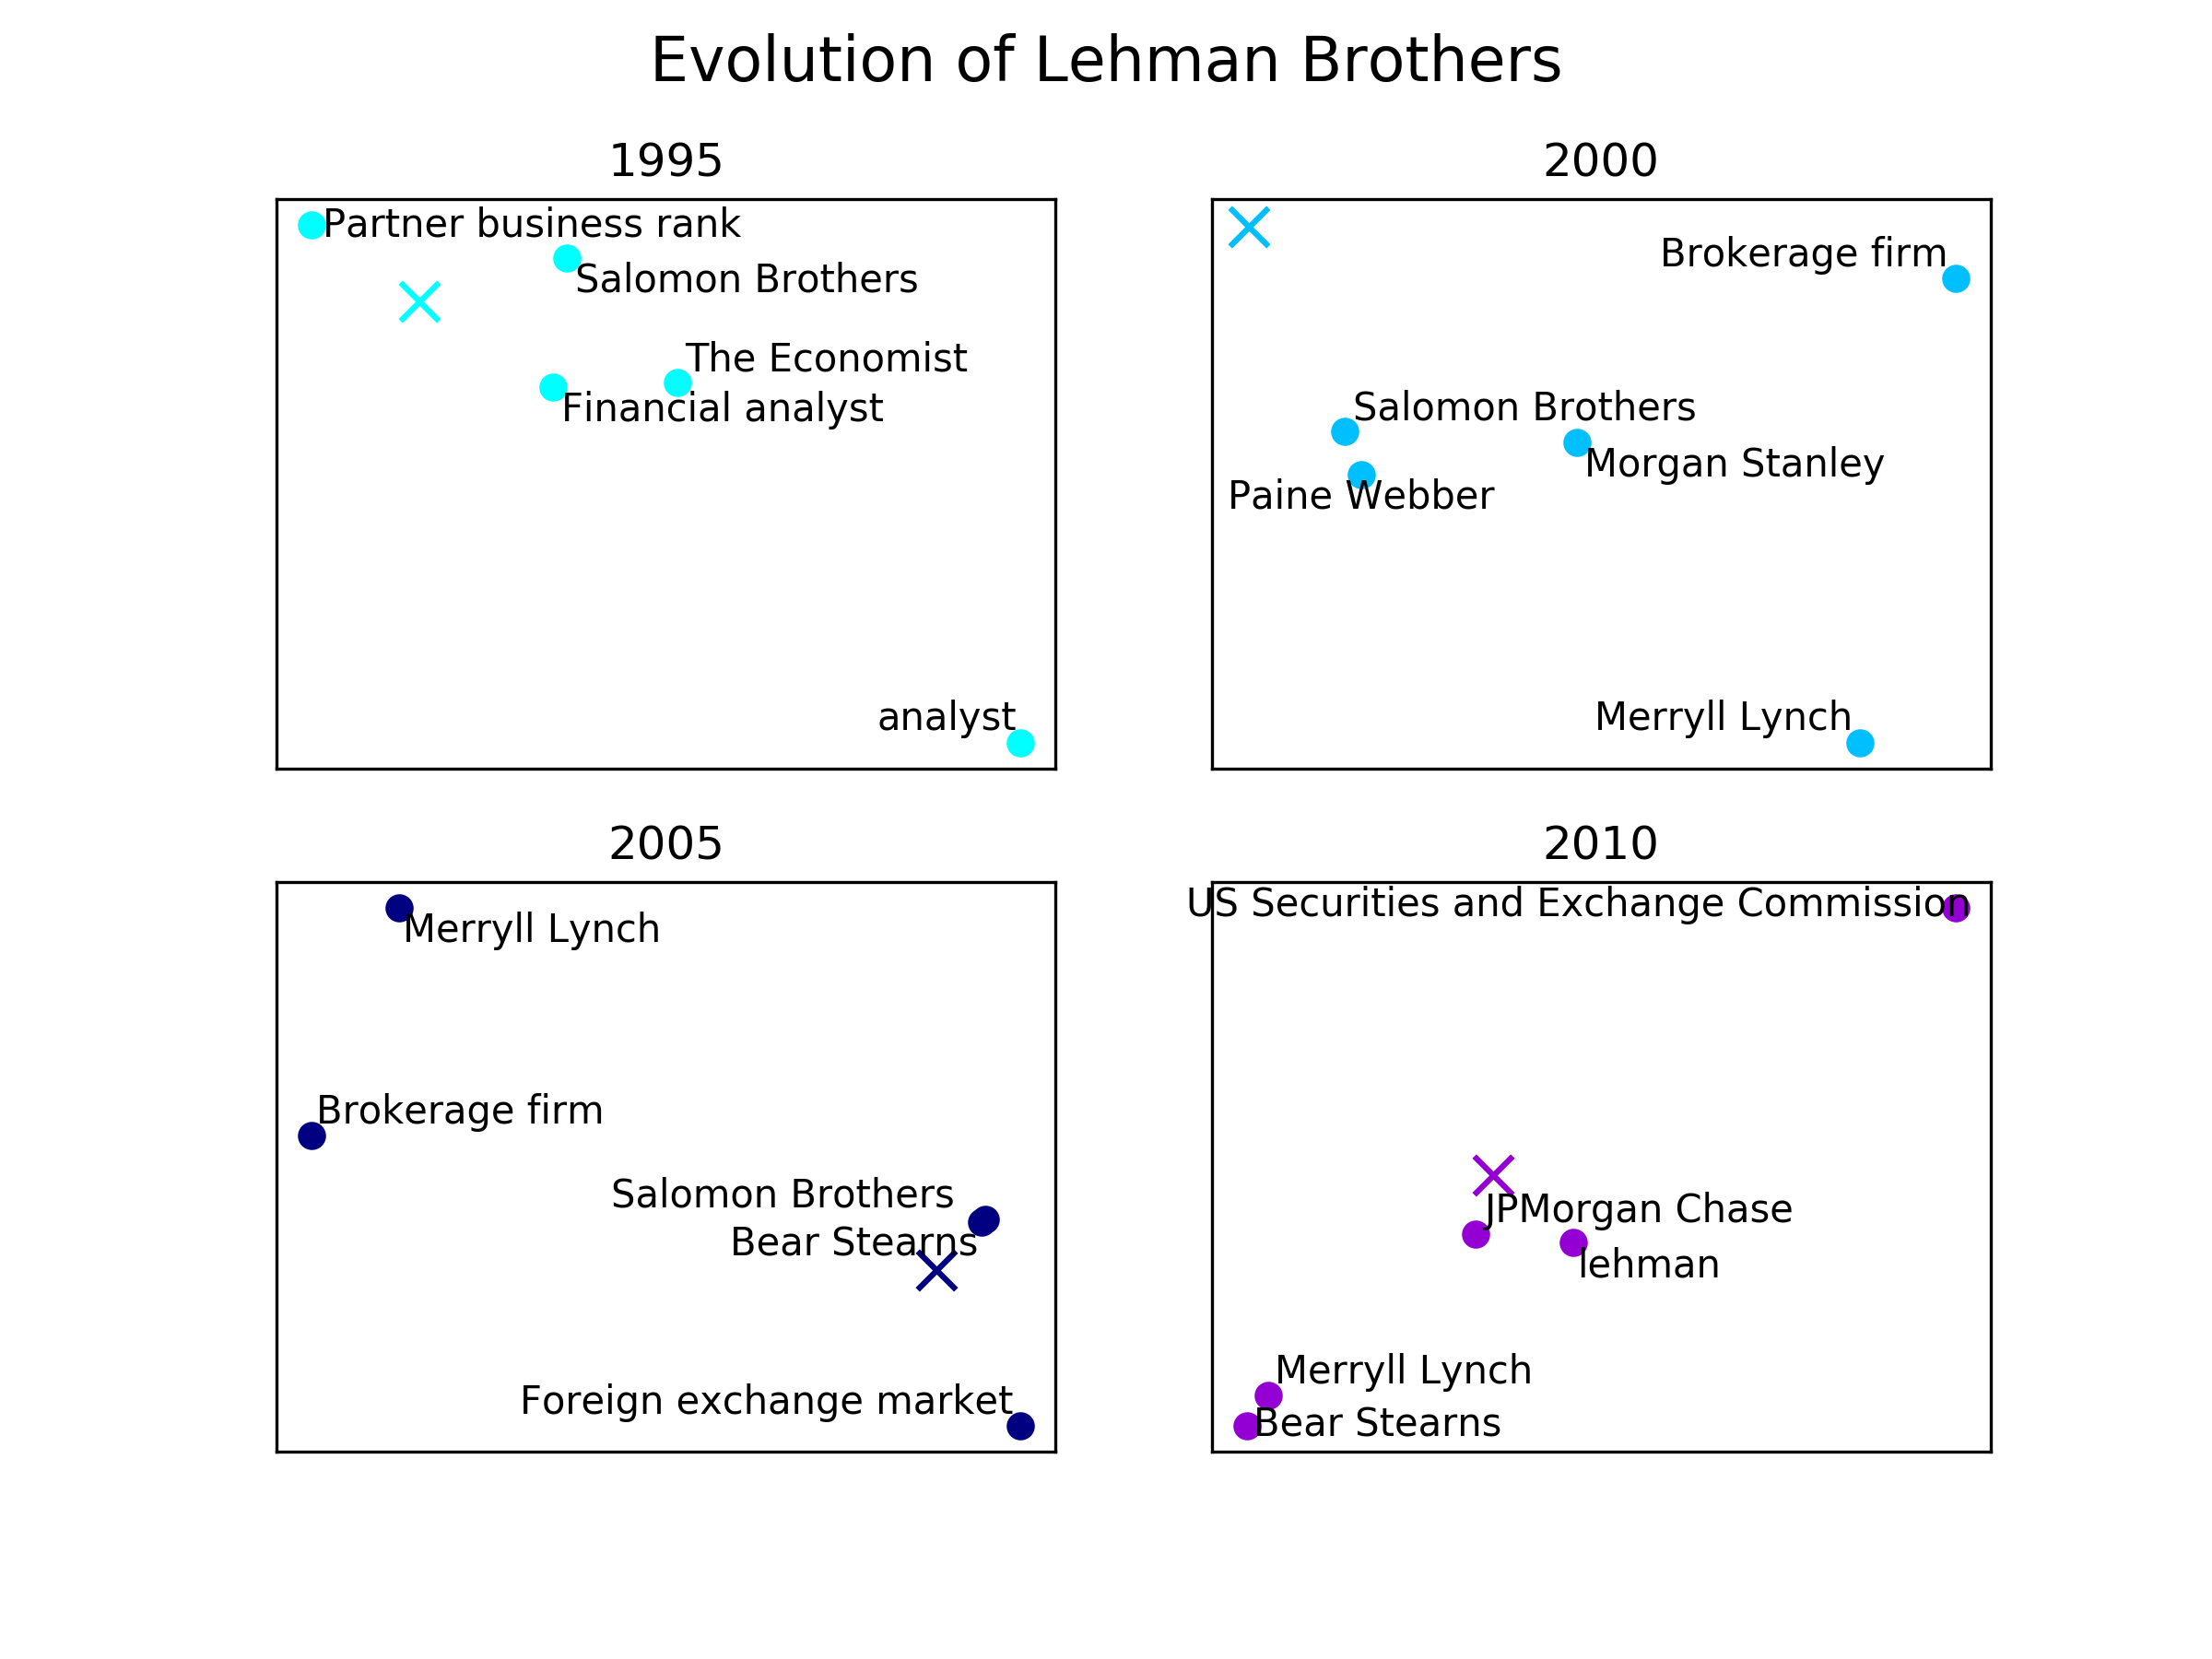 Evolution of Lehman Brothers
1995
Partner business rank
Salomon Brothers
The Economist
Financial analyst
analyst
2000
Brokerage firm
Salomon Brothers
Morgan Stanley
Paine Webber
Merryll Lynch
2005
Merryll Lynch
Brokerage firm
Salomon Brothers
Bear Stearns
Foreign exchange market
2010
US Securities and Exchange Commission
JPMorgan Chase
lehman
Merryll Lynch
Bear Stearns